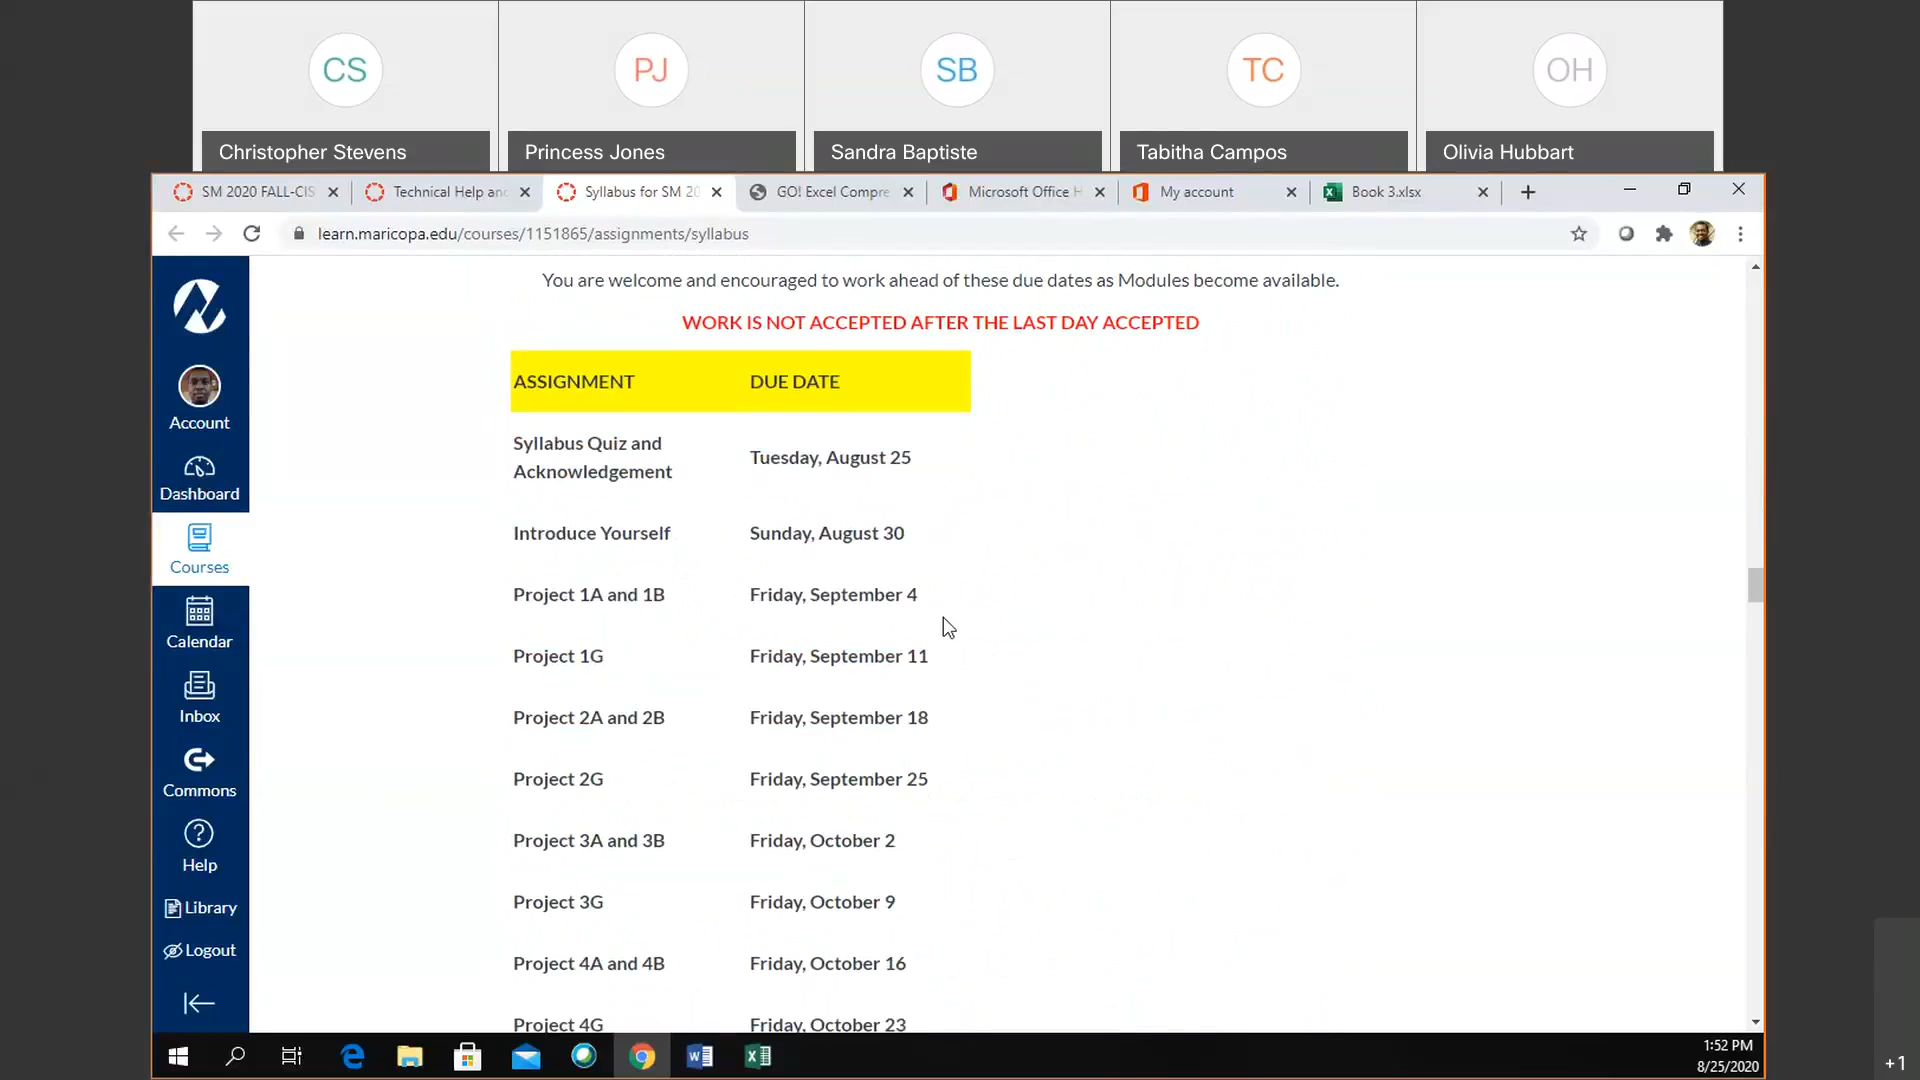 CS
PJ
SB
TC
OH
Christopher Stevens
Princess Jones
Sandra Baptiste
Tabitha Campos
Olivia Hubbart
SM 2020 FALL-CIS
Technical Help and
Syllabus for SM 20
GO! Excel Compre
Microsoft Office H
My account
Book 3.xlsx
learn.maricopa.edu/courses/1151865/assignments/syllabus
Account
Dashboard
Courses
Calendar
Inbox
Commons
Help
Library
Logout
You are welcome and encouraged to work ahead of these due dates as Modules become available.
WORK IS NOT ACCEPTED AFTER THE LAST DAY ACCEPTED
ASSIGNMENT DUE DATE
Syllabus Quiz and
Acknowledgement
Tuesday, August 25
Introduce Yourself Sunday, August 30
Project 1A and 1B Friday, September 4
Project 1G Friday, September 11
Project 2A and 2B Friday, September 18
Project 2G Friday, September 25
Project 3A and 3B Friday, October 2
Project 3G Friday, October 9
Project 4A and 4B Friday, October 16
Project 4G Friday, October 23
1:52 PM
8/25/2020
+1